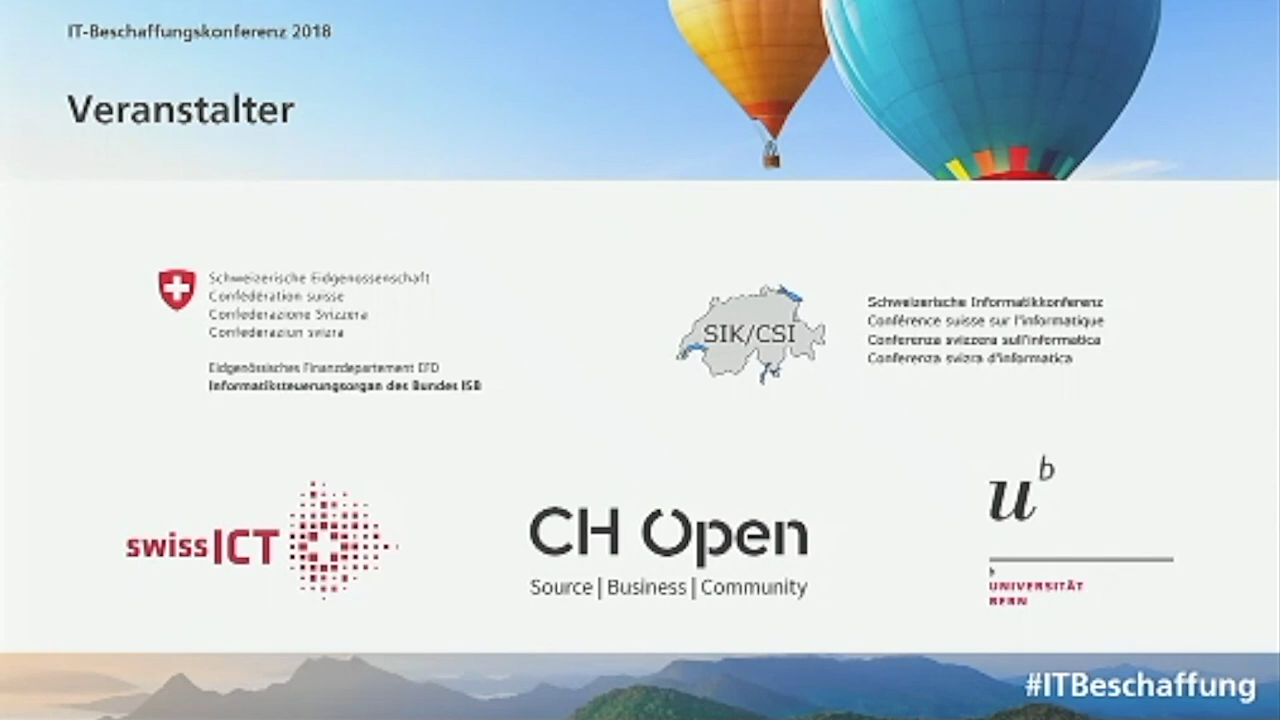 IT-Beschaffungskonferenz 2018
Veranstalter
Schweizerische Eidgenossenschaft
Confédération suisse
Confederazione Svizzera
Confederaziun svizra
Eidgenössisches Finanzdepartement EFD
Informatiksteuerungsorgan des Bundes ISB
SIK/CSI
Schweizerische Informatikkonferenz
Conférence suisse sur l'informatique
Conferenza svizzera sull'informatica
Conferenza svizra d'informatica
swissICT
CH Open
Source | Business | Community
u b
b
UNIVERSITÄT
BERN
#ITBeschaffung